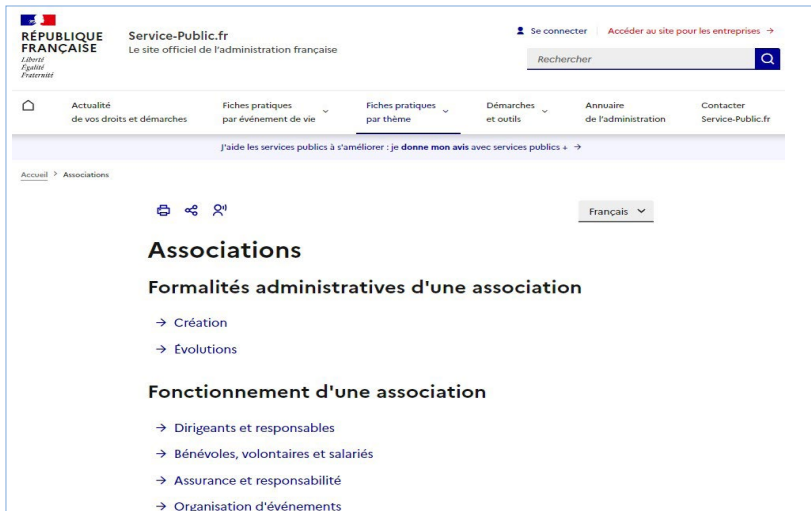 RÉPUBLIQUE
FRANÇAISE
Liberté
Égalité
Fraternité
Service-Public.fr
Le site officiel de l'administration française
Se connecter
Accéder au site pour les entreprises →
Rechercher
Actualité
de vos droits et démarches
Fiches pratiques
par événement de vie
Fiches pratiques
par thème
Démarches
et outils
Annuaire
de l'administration
Contacter
Service-Public.fr
J'aide les services publics à s'améliorer : je donne mon avis avec services publics + →
Accueil > Associations
Français
Associations
Formalités administratives d'une association
→ Création
→ Évolutions
Fonctionnement d'une association
→ Dirigeants et responsables
→ Bénévoles, volontaires et salariés
→ Assurance et responsabilité
→ Organisation d'événements